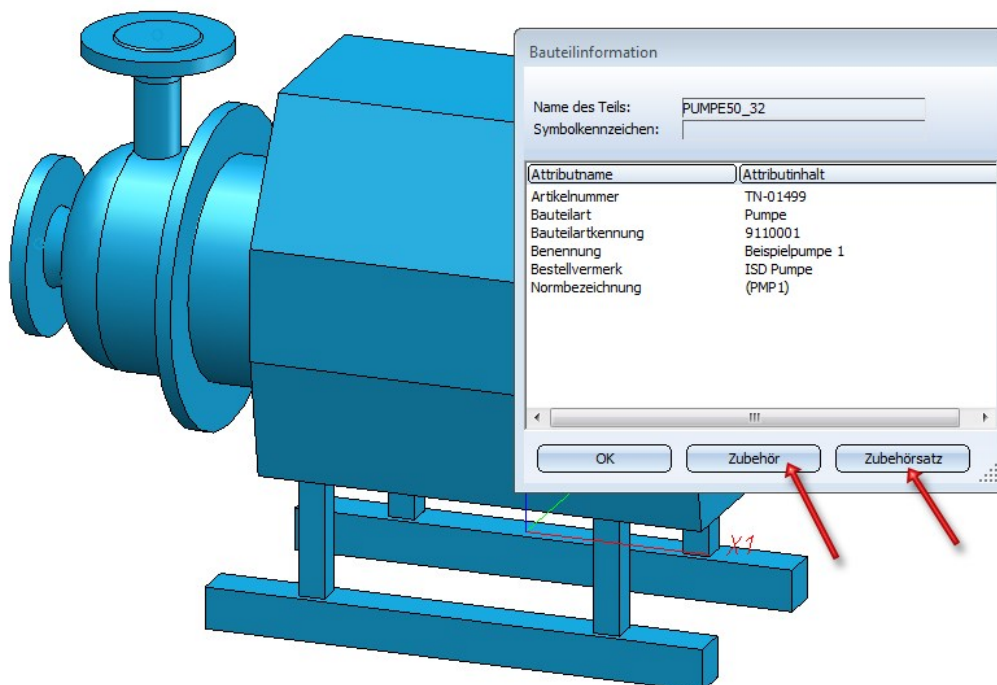 Bauteilinformation
Name des Teils: PUMPE50_32
Symbolkennzeichen:
Attributname Attributinhalt
Artikelnummer TN-01499
Bauteilart Pumpe
Bauteilartkennung 9110001
Benennung Beispielpumpe 1
Bestellvermerk ISD Pumpe
Normbezeichnung (PMP1)
OK Zubehör Zubehörsatz
X1